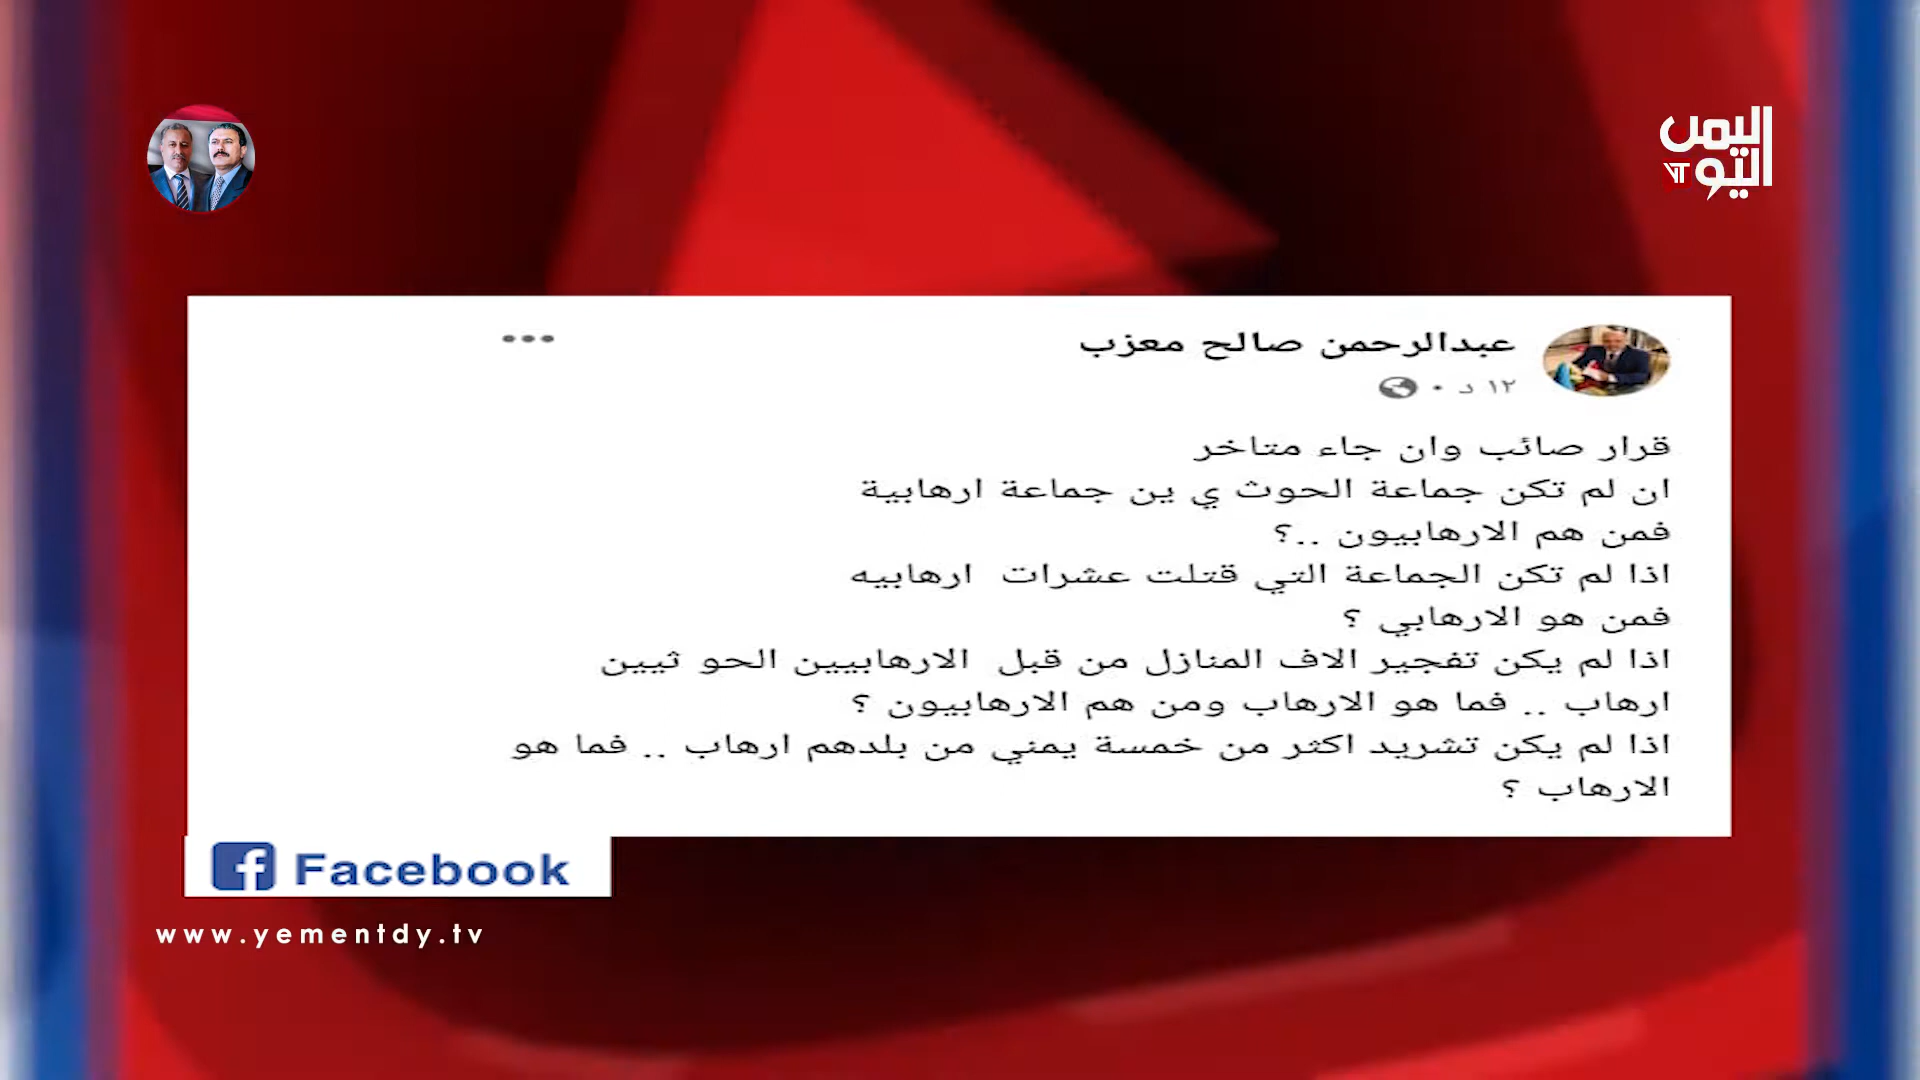 اليمن
اليوم
YT
عبدالرحمن صالح معزب
١٢ د
قرار صائب وان جاء متاخر
ان لم تكن جماعة الحوث ي ين جماعة ارهابية
فمن هم الارهابيون ..؟
اذا لم تكن الجماعة التي قتلت عشرات ارهابيه
فمن هو الارهابي ؟
اذا لم يكن تفجير الاف المنازل من قبل الارهابيين الحو ثيين
ارهاب .. فما هو الارهاب ومن هم الارهابيون ؟
اذا لم يكن تشريد اكثر من خمسة يمني من بلدهم ارهاب .. فما هو
الارهاب ؟
Facebook
www.yementdy.tv